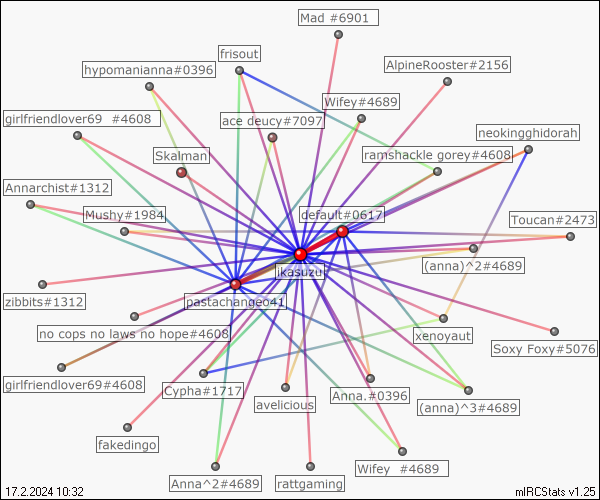 Mad #6901
frisout
AlpineRooster#2156
hypomanianna#0396
Wifey#4689
girlfriendlover69 #4608
ace deucy#7097
neokingghidorah
Skalman
ramshackle gorey#4608
Annarchist#1312
Mushy#1984
default#0617
Toucan#2473
(anna)^2#4689
ikasuzu
zibbits#1312
pastachange041
no cops no laws no hope#4608
xenoyaut
Soxy Foxy#5076
girlfriendlover69#4608
Cypha#1717
avelicious
Anna.#0396
(anna)^3#4689
fakedingo
Anna^2#4689
rattgaming
Wifey #4689
17.2.2024 10:32
mIRCStats v1.25